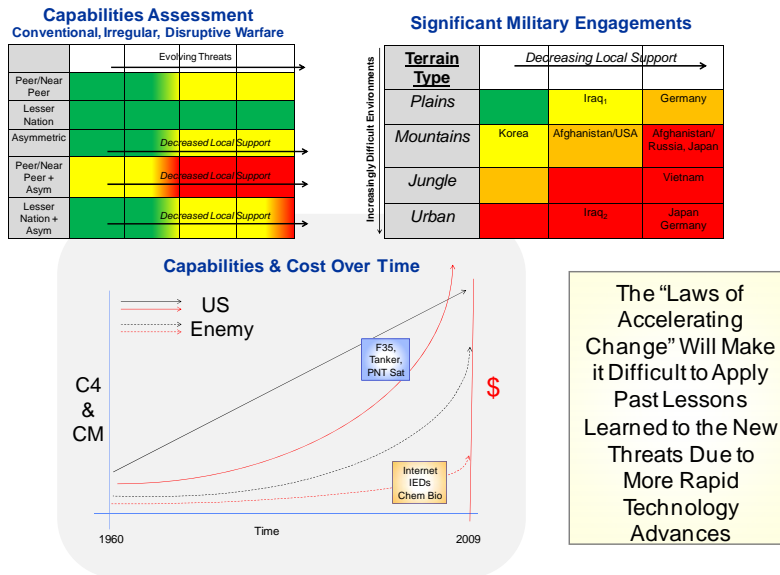 Capabilities Assessment
Conventional, Irregular, Disruptive Warfare
Evolving Threats
Peer/Near
Peer
Lesser
Nation
Asymmetric
Decreased Local Support
Peer/Near
Peer +
Asym
Decreased Local Support
Lesser
Nation +
Asym
Decreased Local Support
Significant Military Engagements
Increasingly Difficult Environments
Terrain
Type
Decreasing Local Support
Plains
Iraq1
Germany
Mountains
Korea
Afghanistan/USA
Afghanistan/
Russia, Japan
Jungle
Vietnam
Urban
Iraq2
Japan
Germany
Capabilities & Cost Over Time
US
Enemy
F35,
Tanker,
PNT Sat
C4
&
CM
$
Internet
IEDs
Chem Bio
Time
1960
2009
The “Laws of
Accelerating
Change” Will Make
it Difficult to Apply
Past Lessons
Learned to the New
Threats Due to
More Rapid
Technology
Advances